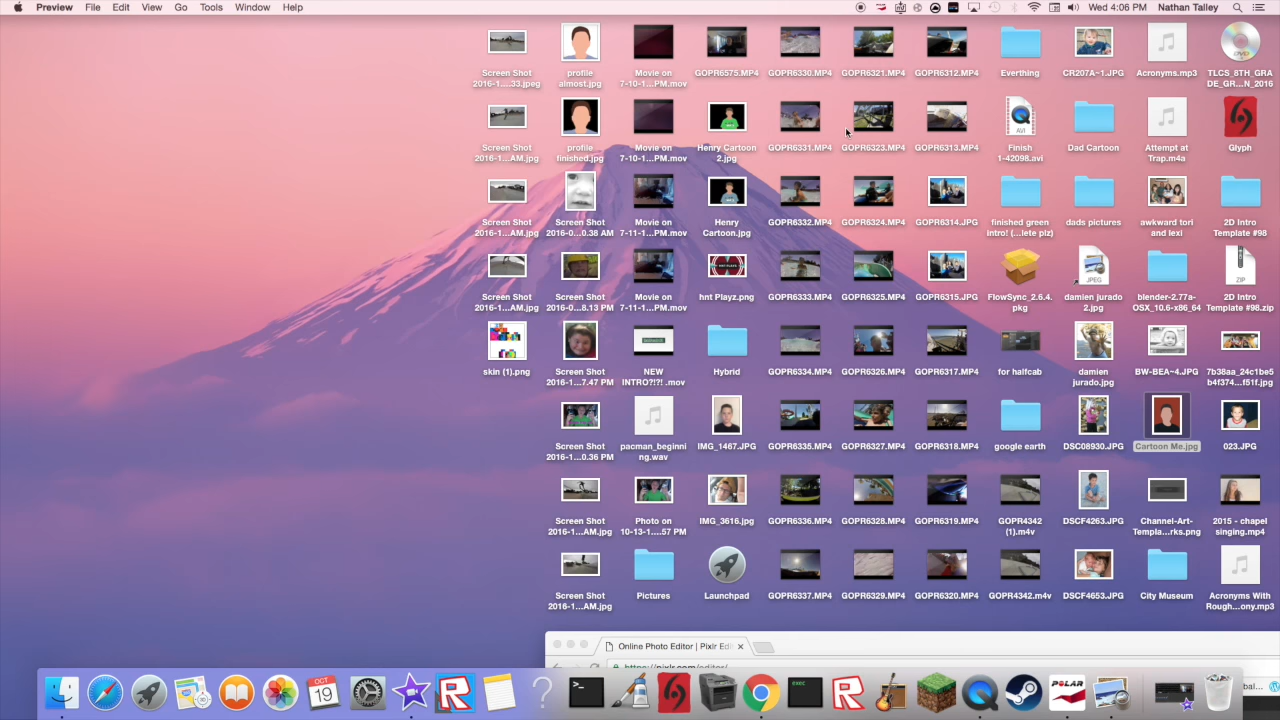 Preview File Edit View Go Tools Window Help
Wed 4:06 PM Nathan Talley
Screen Shot
2016-1....33.jpeg
profile
almost.jpg
Movie on
7-10-1...PM.mov
GOPR6575.MP4
GOPR6330.MP4
GOPR6321.MP4
GOPR6312.MP4
Everthing
CR207A~1.JPG
Acronyms.mp3
TLCS_8TH_GRA
DE_GR...N_2016
Screen Shot
2016-1...AM.jpg
profile
finished.jpg
Movie on
7-10-1...PM.mov
Henry Cartoon
2.jpg
GOPR6331.MP4
GOPR6323.MP4
GOPR6313.MP4
AVI
Finish
1-42098.avi
Dad Cartoon
Attempt at
Trap.m4a
Glyph
Screen Shot
2016-1...AM.jpg
Screen Shot
2016-0...0.38 AM
Movie on
7-11-1...PM.mov
Henry
Cartoon.jpg
GOPR6332.MP4
GOPR6324.MP4
GOPR6314.JPG
finished green
intro! (...lete plz)
dads pictures
awkward tori
and lexi
2D Intro
Template #98
Screen Shot
2016-1...AM.jpg
Screen Shot
2016-0...8.13 PM
Movie on
7-11-1...PM.mov
hnt Playz.png
GOPR6333.MP4
GOPR6325.MP4
GOPR6315.JPG
FlowSync_2.6.4.
pkg
JPEG
damien jurado
2.jpg
blender-2.77a-
OSX_10.6-x86_64
ZIP
2D Intro
Template #98.zip
skin (1).png
Screen Shot
2016-1...7.47 PM
NEW
INTRO?!?! .mov
Hybrid
GOPR6334.MP4
GOPR6326.MP4
GOPR6317.MP4
for halfcab
damien
jurado.jpg
BW-BEA~4.JPG
7b38aa_24c1be5
b4f374...f51f.jpg
Screen Shot
2016-1...0.36 PM
pacman_beginni
ng.wav
IMG_1467.JPG
GOPR6335.MP4
GOPR6327.MP4
GOPR6318.MP4
google earth
DSC08930.JPG
Cartoon Me.jpg
023.JPG
Screen Shot
2016-1...AM.jpg
Photo on
10-13-1....57 PM
IMG_3616.jpg
GOPR6336.MP4
GOPR6328.MP4
GOPR6319.MP4
GOPR4342
(1).m4v
DSCF4263.JPG
Channel-Art-
Templa...rks.png
2015 - chapel
singing.mp4
Screen Shot
2016-1...AM.jpg
Pictures
Launchpad
GOPR6337.MP4
GOPR6329.MP4
GOPR6320.MP4
GOPR4342.m4v
DSCF4653.JPG
City Museum
Acronyms With
Rough...ony.mp3
Online Photo Editor | Pixlr Edi
https://pixlr.com/editor/
OCT
19
exec
POLAR